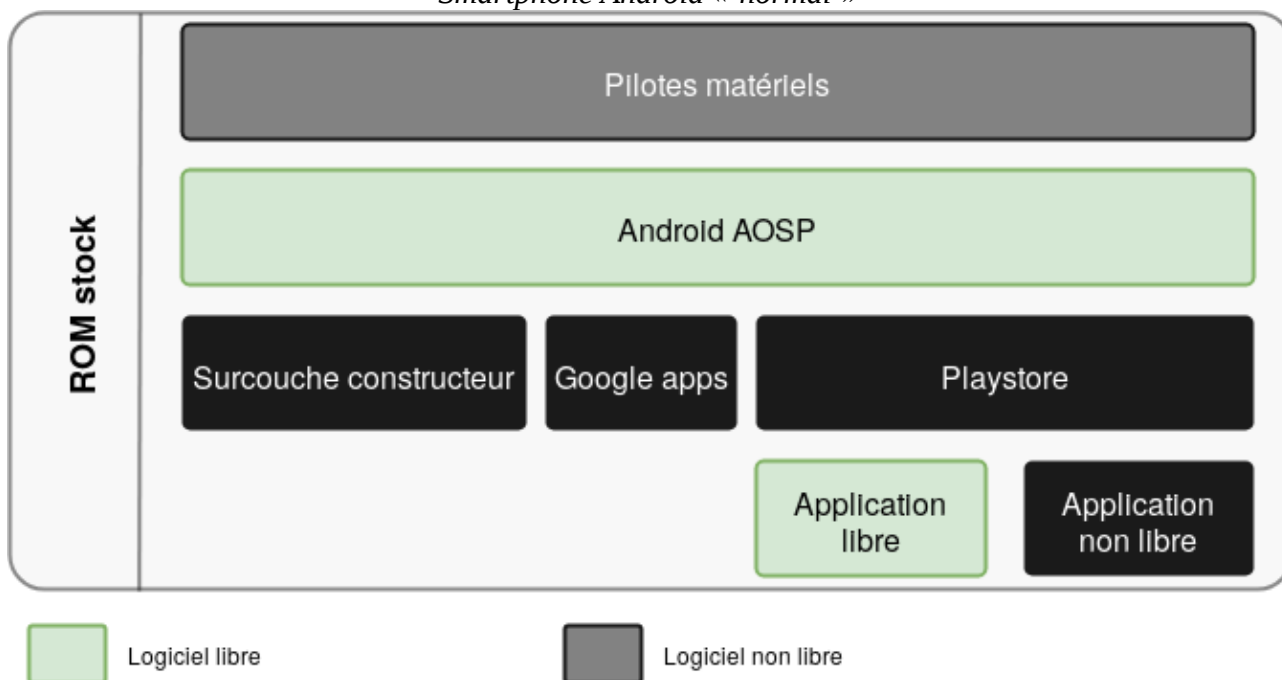 Smartphone Android « normal »
Pilotes matériels
Android AOSP
ROM stock
Surcouche constructeur
Google apps
Playstore
Application
libre
Application
non libre
Logiciel libre
Logiciel non libre